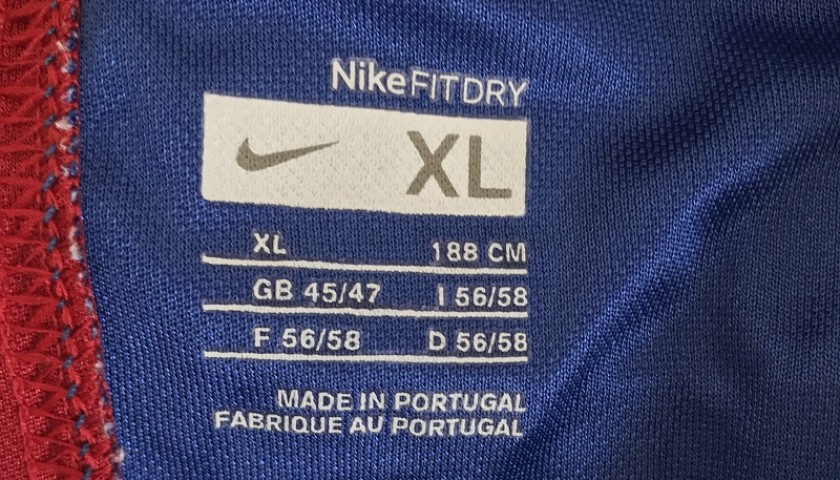 NikeFITDRY
XL
XL 188 CM
GB 45/47 I 56/58
F 56/58 D 56/58
MADE IN PORTUGAL
FABRIQUE AU PORTUGAL